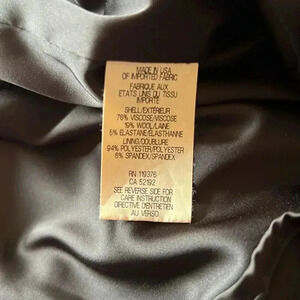 MADE IN USA
OF IMPORTED FABRIC
FABRIQUE AUX
ETATS UNIS DU TISSU
IMPORTE
SHELL/EXTÉRIEUR
76% VISCOSE/VISCOSE
19% WOOL/LAINE
5% ELASTANE/ELASTHANNE
LINING/DOUBLURE
94% POLYESTER/POLYESTER
6% SPANDEX/SPANDEX
RN 119376
CA 52192
SEE REVERSE SIDE FOR
CARE INSTRUCTION
DIRECTIVE D'ENTRETIEN
AU VERSO